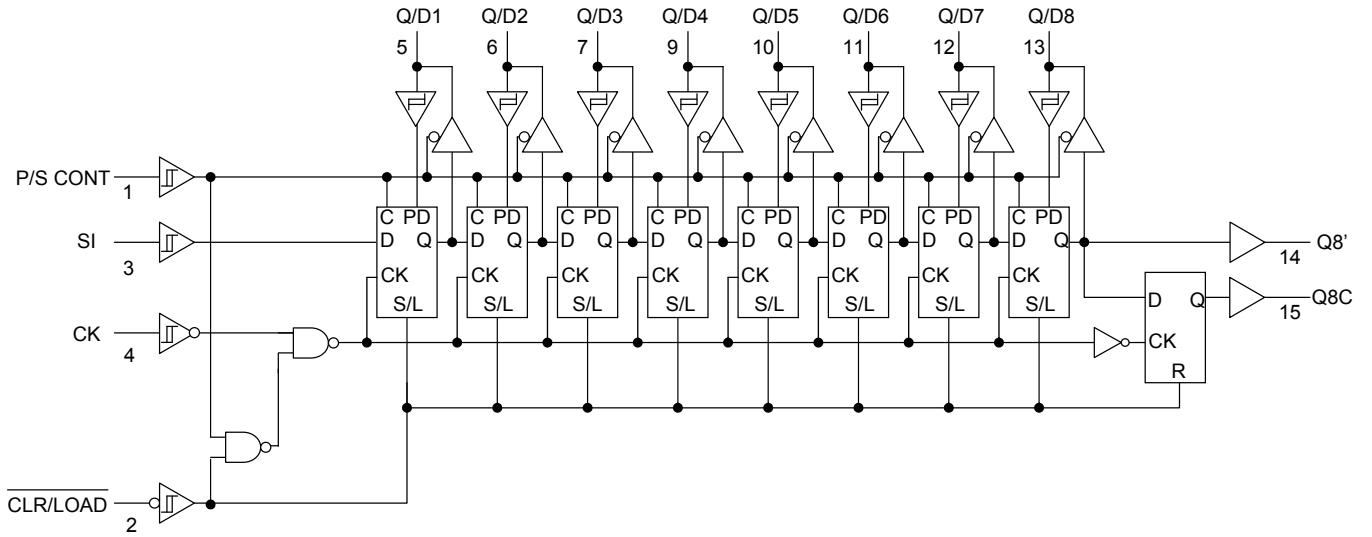 Q/D1 Q/D2 Q/D3 Q/D4 Q/D5 Q/D6 Q/D7 Q/D8
5 6 7 9 10 11 12 13
P/S CONT
1
C PD C PD C PD C PD C PD C PD C PD C PD
SI
3
D Q D Q D Q D Q D Q D Q D Q D Q
Q8'
14
CK CK CK CK CK CK CK CK
D Q
Q8C
15
S/L S/L S/L S/L S/L S/L S/L S/L
CK
4
CK
R
CLR/LOAD
2